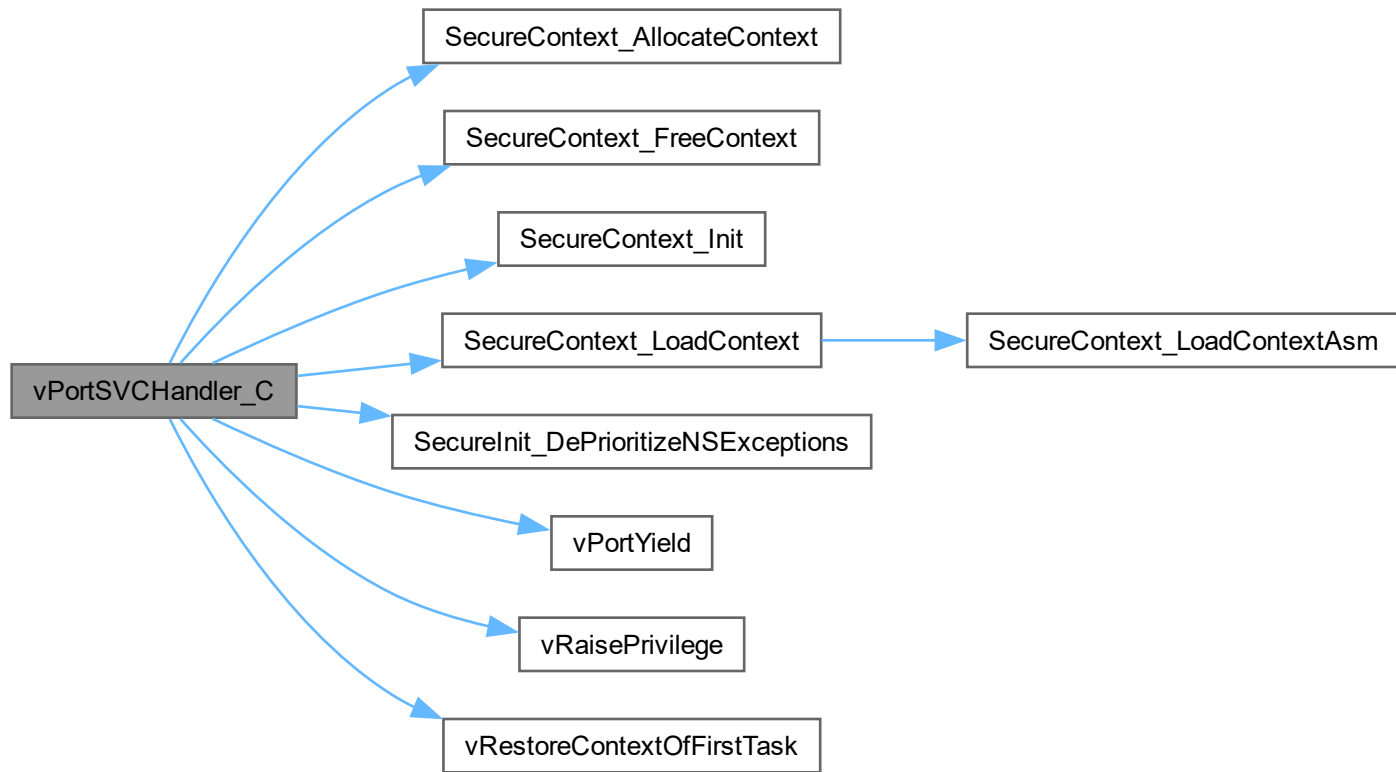 SecureContext_AllocateContext
SecureContext_FreeContext
SecureContext_Init
SecureContext_LoadContext
SecureContext_LoadContextAsm
vPortSVCHandler_C
SecureInit_DePrioritizeNSExceptions
vPortYield
vRaisePrivilege
vRestoreContextOfFirstTask